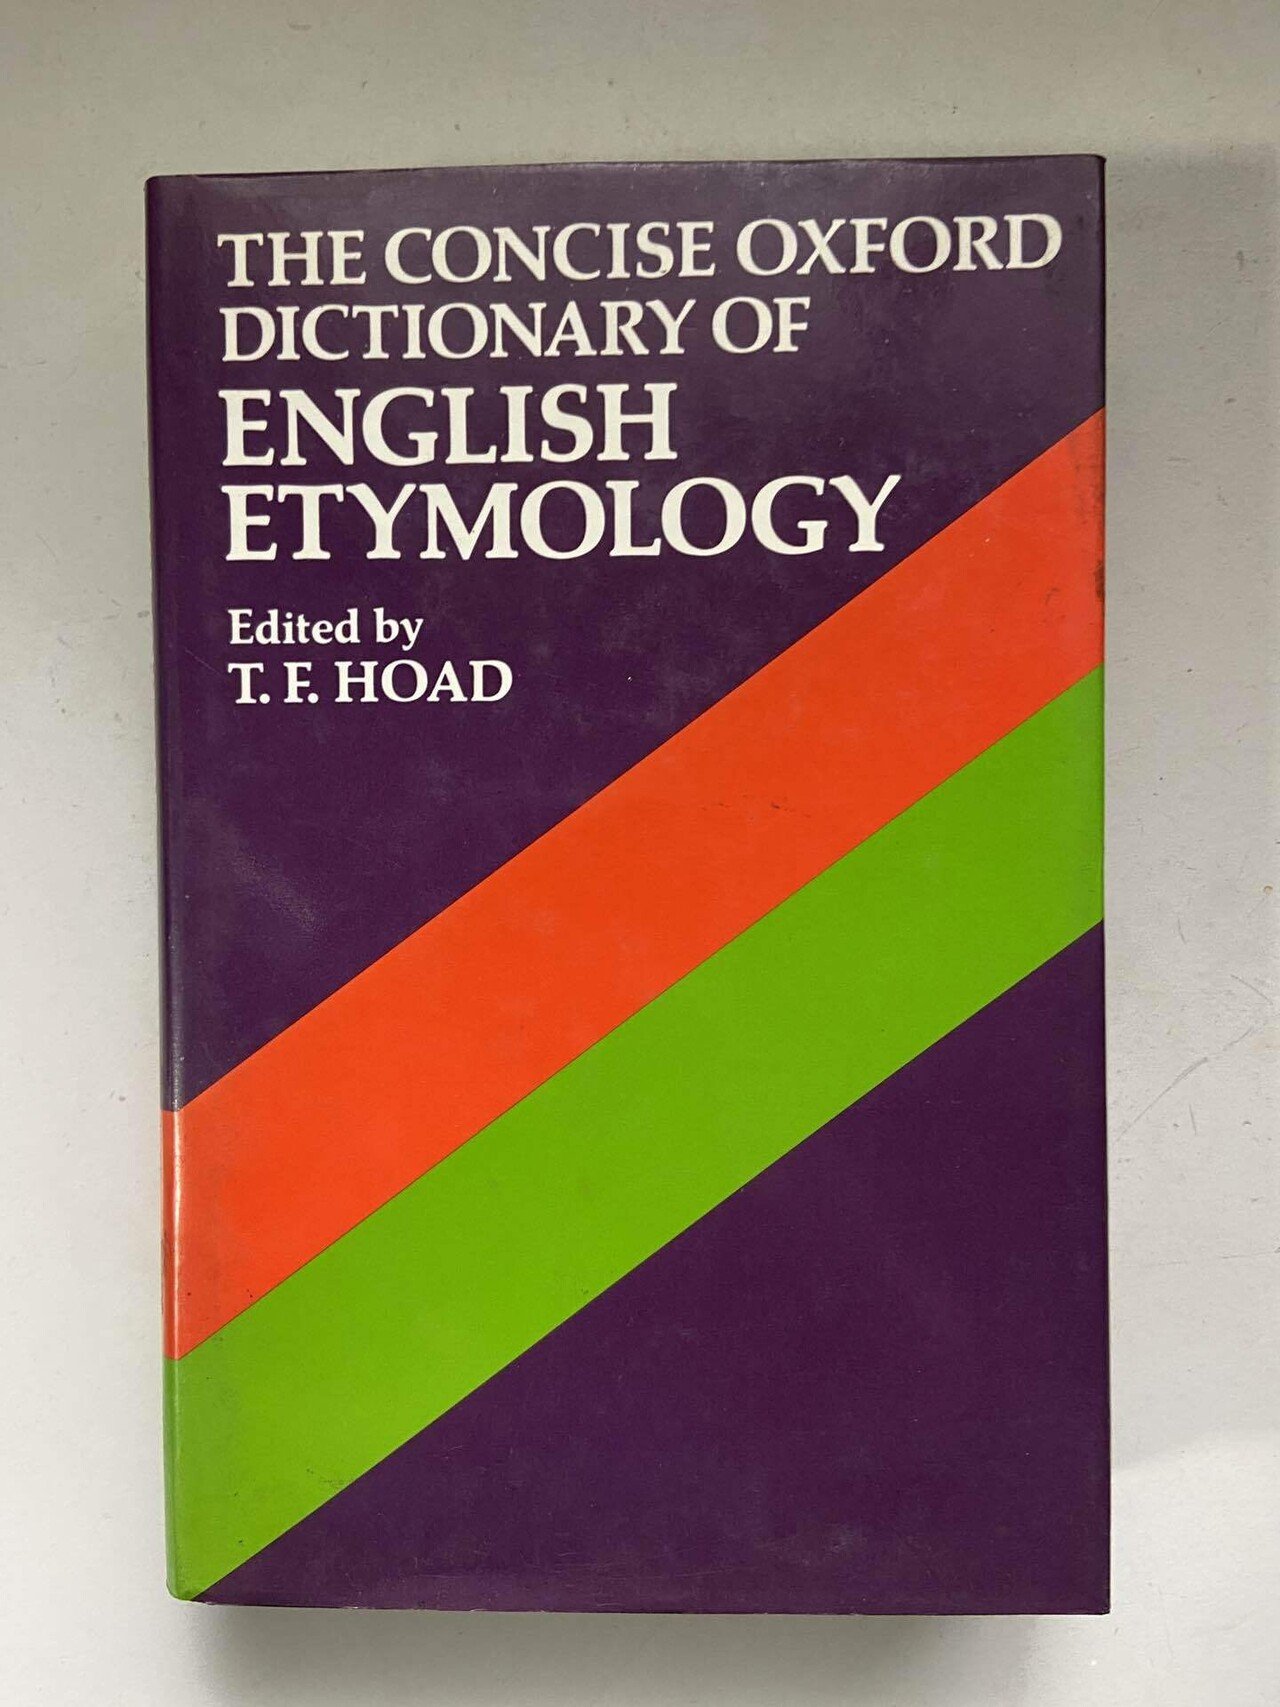 THE CONCISE OXFORD
DICTIONARY OF
ENGLISH
ETYMOLOGY
Edited by
T. F. HOAD